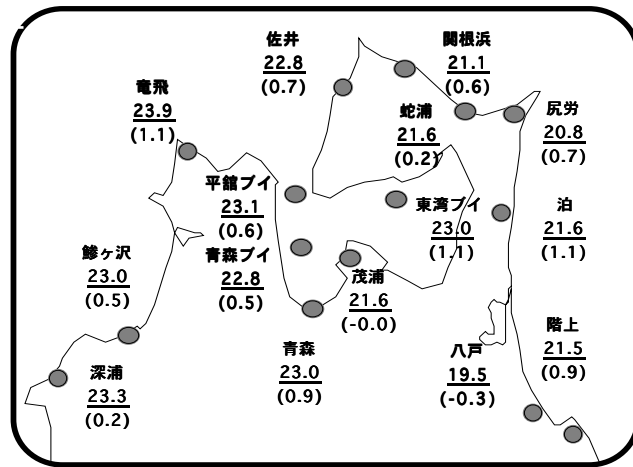 佐井
22.8
(0.7)
関根浜
21.1
(0.6)
竜飛
23.9
(1.1)
蛇浦
21.6
(0.2)
尻労
20.8
(0.7)
平舘ブイ
23.1
(0.6)
東湾ブイ
23.0
(1.1)
泊
21.6
(1.1)
鰺ヶ沢
23.0
(0.5)
青森ブイ
22.8
(0.5)
茂浦
21.6
(-0.0)
深浦
23.3
(0.2)
青森
23.0
(0.9)
八戸
19.5
(-0.3)
階上
21.5
(0.9)